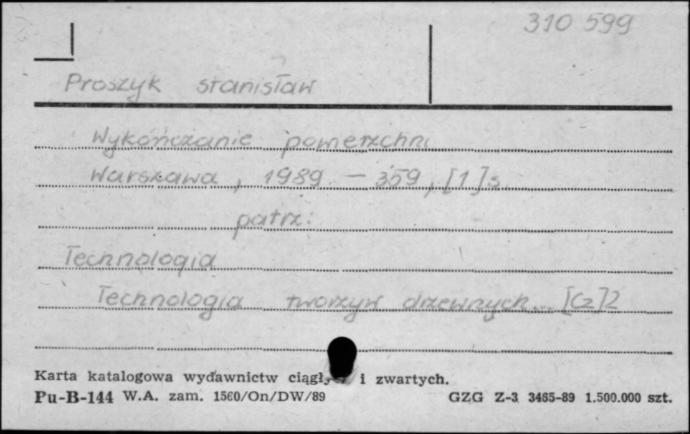 310 599
Proszyk Stanisław
Wykończanie powierzchni
Warszawa, 1989. – 359, [1] s.
patrz:
Technologia
Technologia tworzyw drzewnych... [Cz] 2
Karta katalogowa wydawnictw i zwartych.
Pu-B-144 W.A. zam. 1560/On/DW/89 GZG Z-3 3465-89 1.500.000 szt.